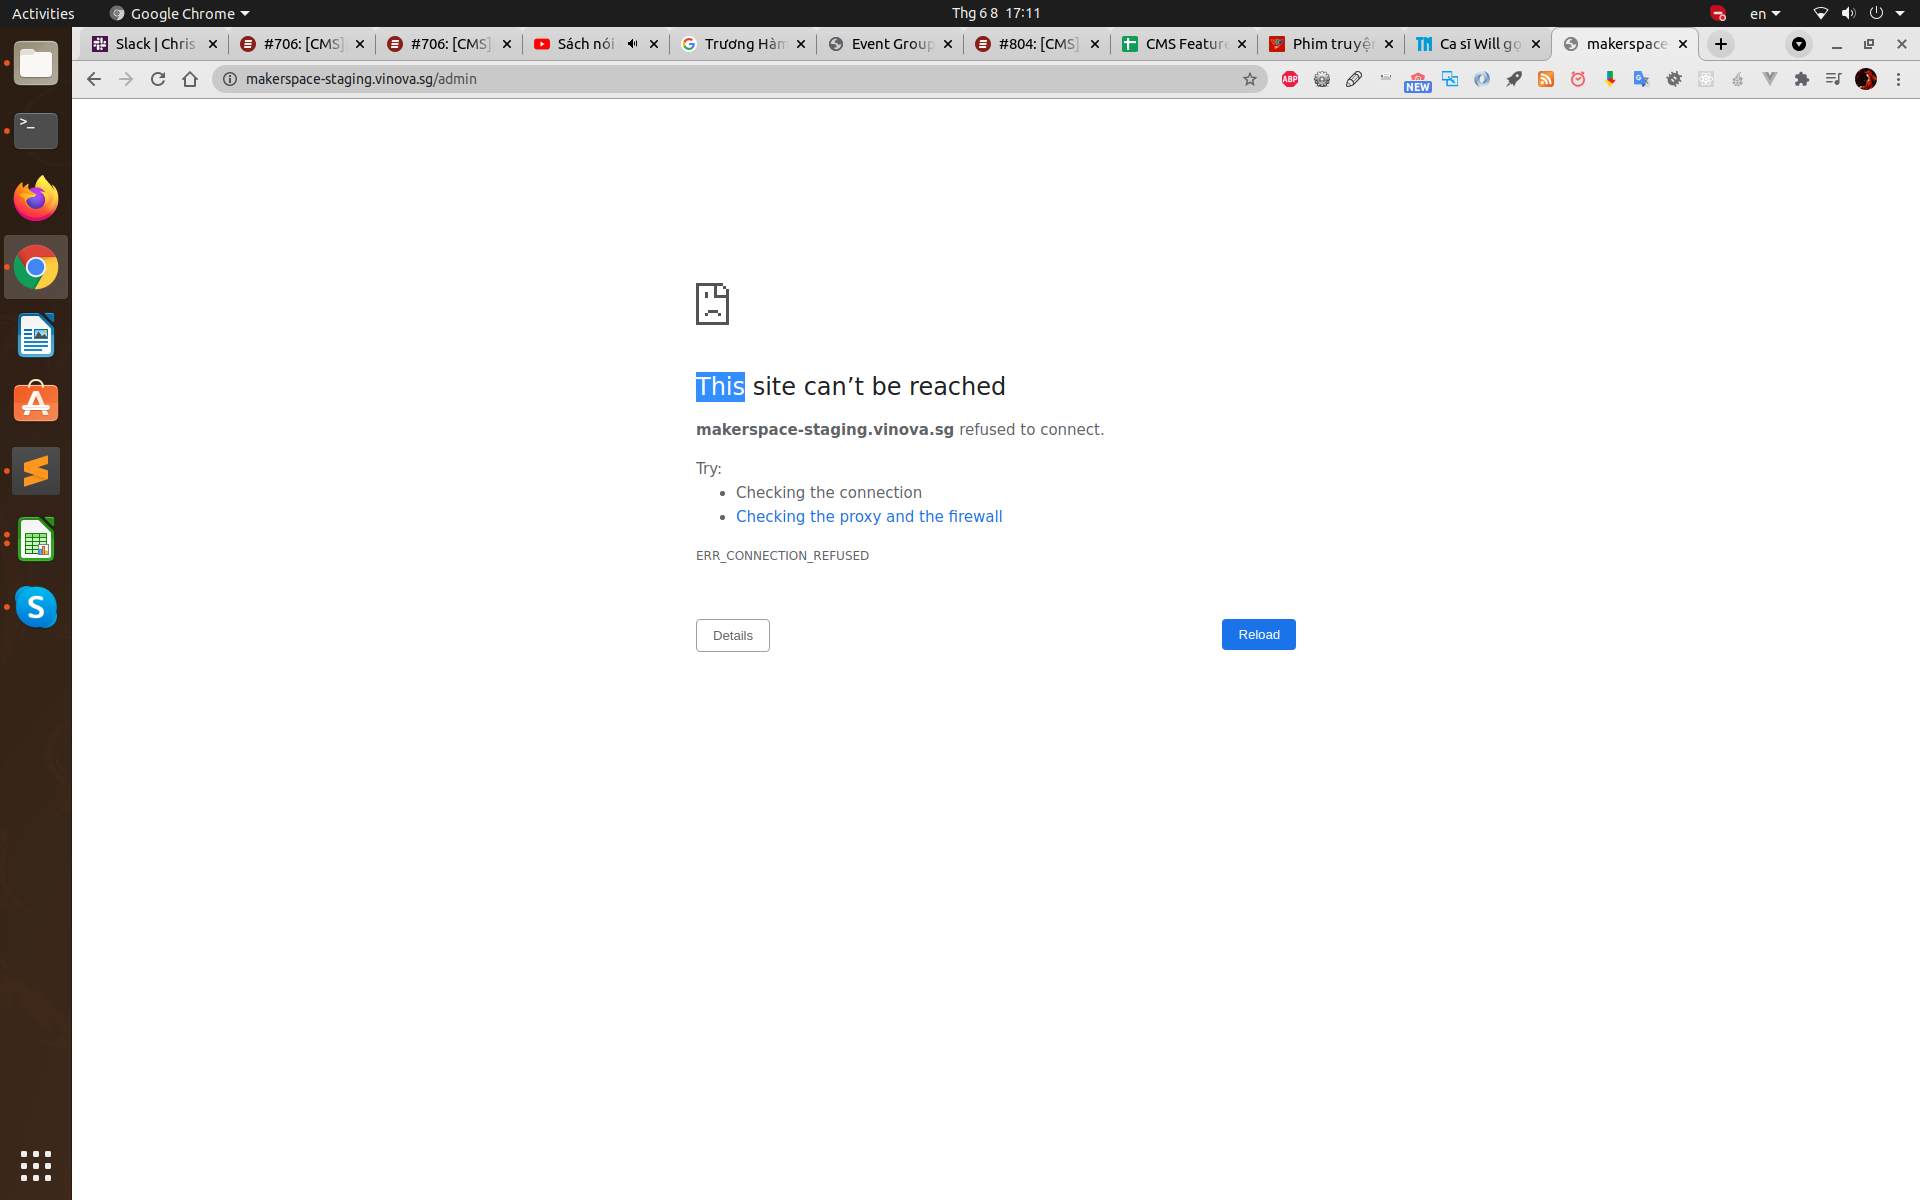 Activities
Google Chrome
Thg 6 8 17:11
en
Slack | Chris
#706: [CMS]
#706: [CMS]
Sách nói
Trương Hàm
Event Group
#804: [CMS]
CMS Feature
Phim truyện
Ca sĩ Will gọ
makerspace
makerspace-staging.vinova.sg/admin
ABP
NEW
This site can’t be reached
makerspace-staging.vinova.sg refused to connect.
Try:
• Checking the connection
• Checking the proxy and the firewall
ERR_CONNECTION_REFUSED
Details
Reload